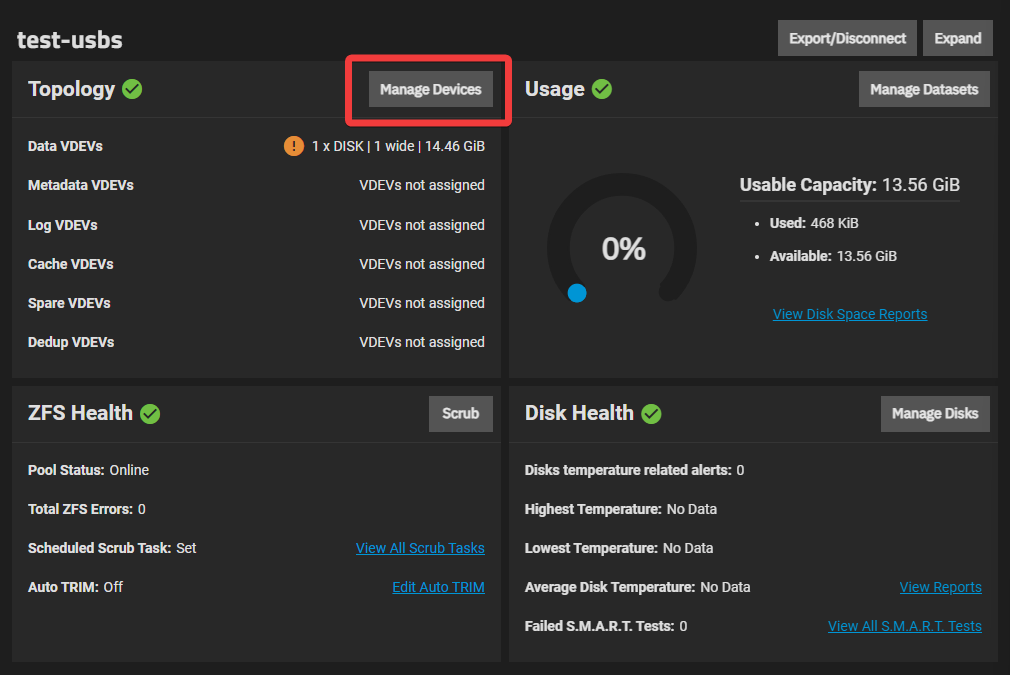 test-usbs
Export/Disconnect
Expand
Topology
Manage Devices
Data VDEVs
! 1 x DISK | 1 wide | 14.46 GiB
Metadata VDEVs
VDEVs not assigned
Log VDEVs
VDEVs not assigned
Cache VDEVs
VDEVs not assigned
Spare VDEVs
VDEVs not assigned
Dedup VDEVs
VDEVs not assigned
Usage
Manage Datasets
0%
Usable Capacity: 13.56 GiB
• Used: 468 KiB
• Available: 13.56 GiB
View Disk Space Reports
ZFS Health
Scrub
Pool Status: Online
Total ZFS Errors: 0
Scheduled Scrub Task: Set
View All Scrub Tasks
Auto TRIM: Off
Edit Auto TRIM
Disk Health
Manage Disks
Disks temperature related alerts: 0
Highest Temperature: No Data
Lowest Temperature: No Data
Average Disk Temperature: No Data
View Reports
Failed S.M.A.R.T. Tests: 0
View All S.M.A.R.T. Tests